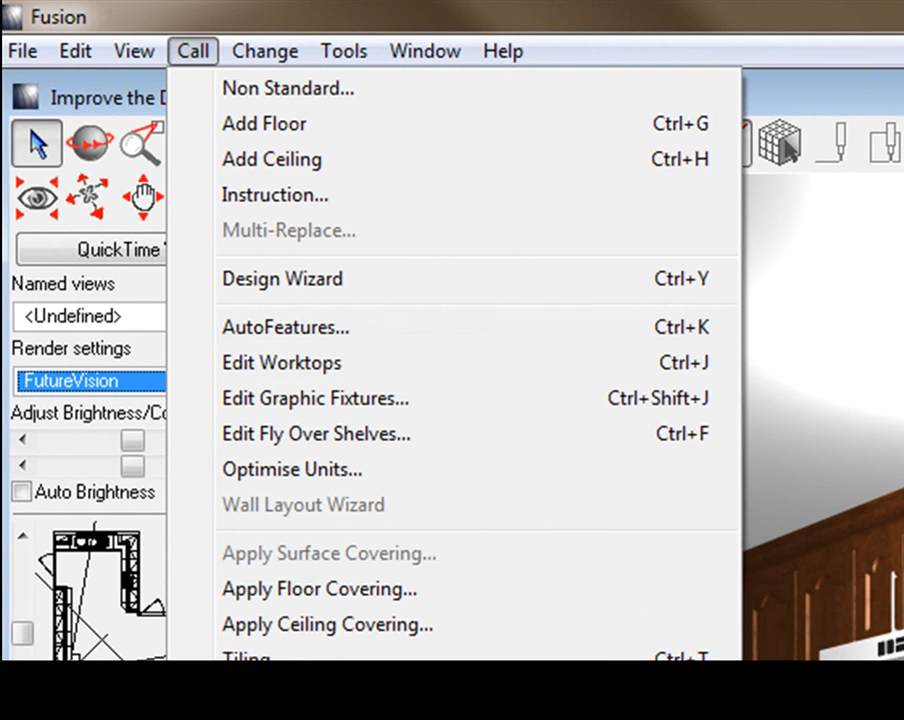 Fusion
File Edit View Call Change Tools Window Help
Improve the D
Non Standard...
Add Floor Ctrl+G
Add Ceiling Ctrl+H
Instruction...
Multi-Replace...
QuickTime
Design Wizard Ctrl+Y
Named views
<Undefined>
AutoFeatures... Ctrl+K
Render settings
Edit Worktops Ctrl+J
FutureVision
Edit Graphic Fixtures... Ctrl+Shift+J
Adjust Brightness/Co
Edit Fly Over Shelves... Ctrl+F
Optimise Units...
Auto Brightness
Wall Layout Wizard
Apply Surface Covering...
Apply Floor Covering...
Apply Ceiling Covering...
Tiling Ctrl+T